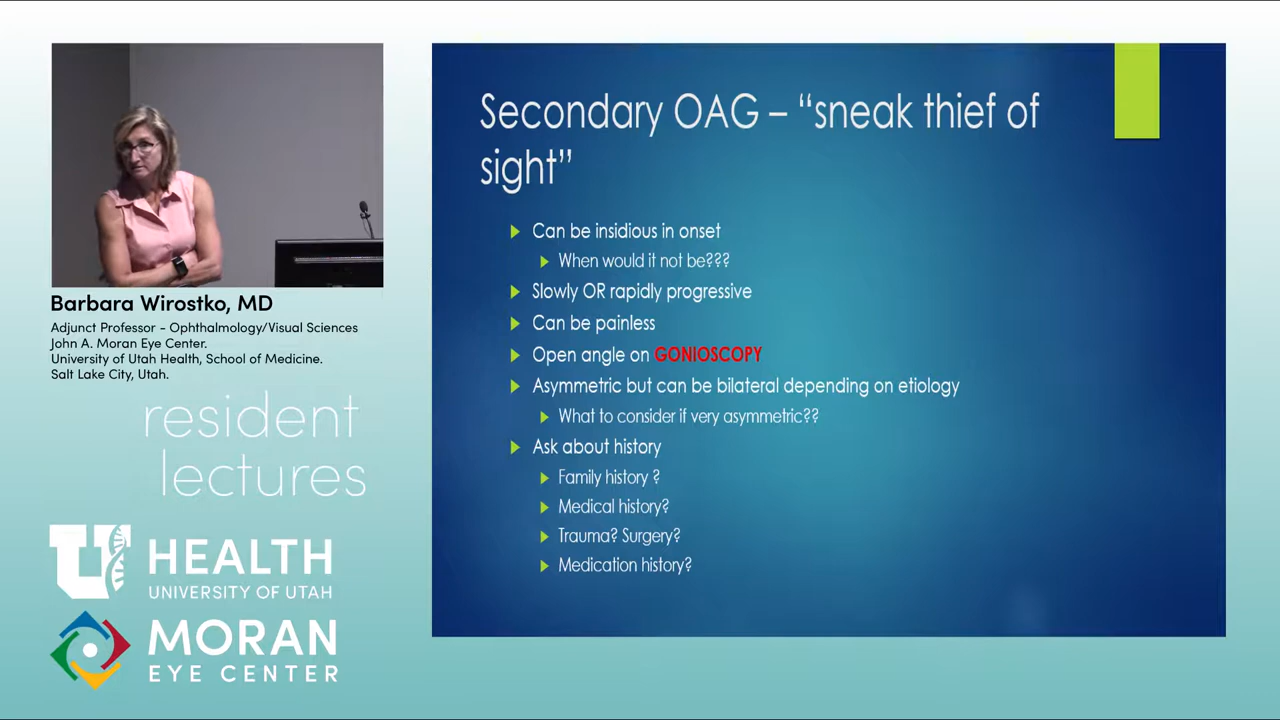 Barbara Wirostko, MD
Adjunct Professor - Ophthalmology/Visual Sciences
John A. Moran Eye Center.
University of Utah Health, School of Medicine.
Salt Lake City, Utah.
resident
lectures
U HEALTH
UNIVERSITY OF UTAH
MORAN
EYE CENTER
Secondary OAG – “sneak thief of
sight”
Can be insidious in onset
When would it not be???
Slowly OR rapidly progressive
Can be painless
Open angle on GONIOSCOPY
Asymmetric but can be bilateral depending on etiology
What to consider if very asymmetric??
Ask about history
Family history ?
Medical history?
Trauma? Surgery?
Medication history?